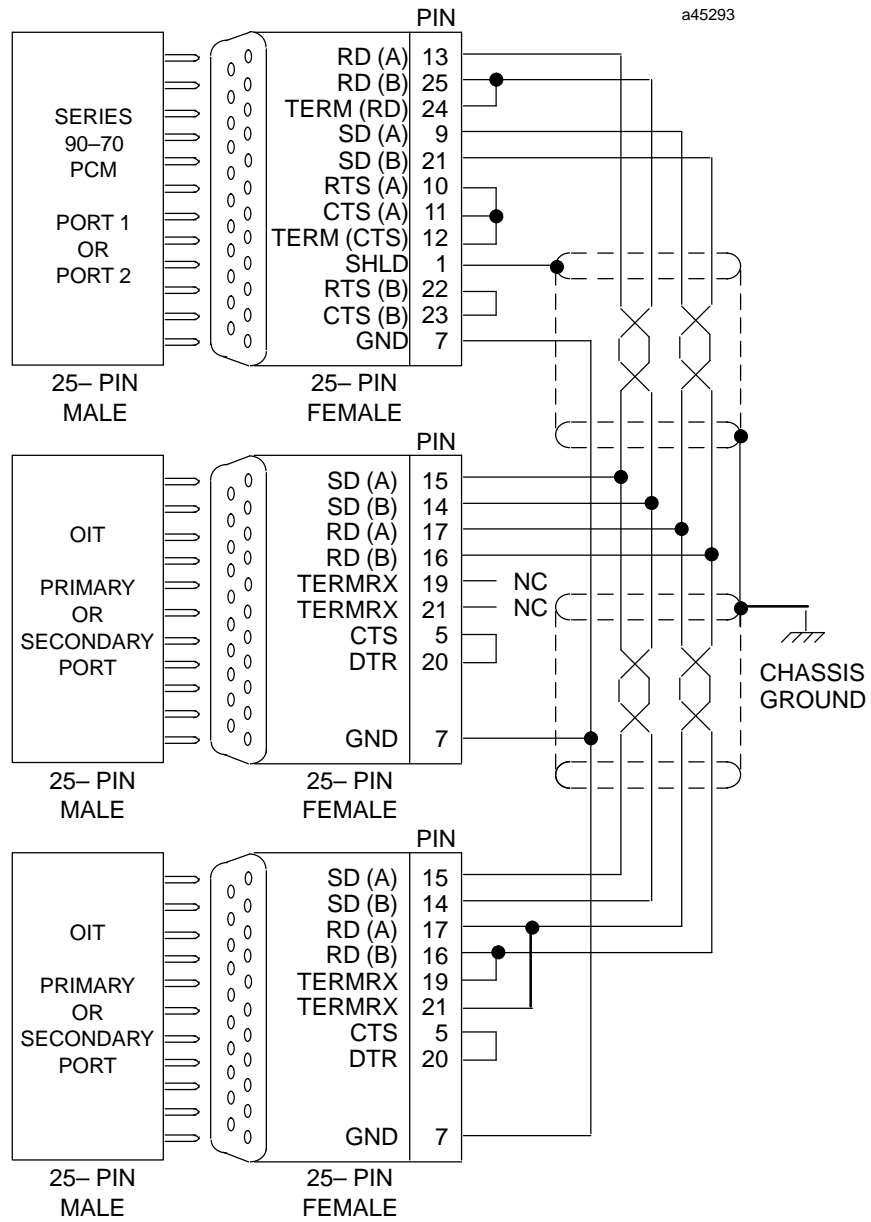 a45293
PIN
SERIES
90–70
PCM
PORT 1
OR
PORT 2
RD (A) 13
RD (B) 25
TERM (RD) 24
SD (A) 9
SD (B) 21
RTS (A) 10
CTS (A) 11
TERM (CTS) 12
SHLD 1
RTS (B) 22
CTS (B) 23
GND 7
25– PIN
MALE
25– PIN
FEMALE
PIN
OIT
PRIMARY
OR
SECONDARY
PORT
SD (A) 15
SD (B) 14
RD (A) 17
RD (B) 16
TERMRX 19 NC
TERMRX 21 NC
CTS 5
DTR 20
GND 7
CHASSIS
GROUND
25– PIN
MALE
25– PIN
FEMALE
PIN
OIT
PRIMARY
OR
SECONDARY
PORT
SD (A) 15
SD (B) 14
RD (A) 17
RD (B) 16
TERMRX 19
TERMRX 21
CTS 5
DTR 20
GND 7
25– PIN
MALE
25– PIN
FEMALE